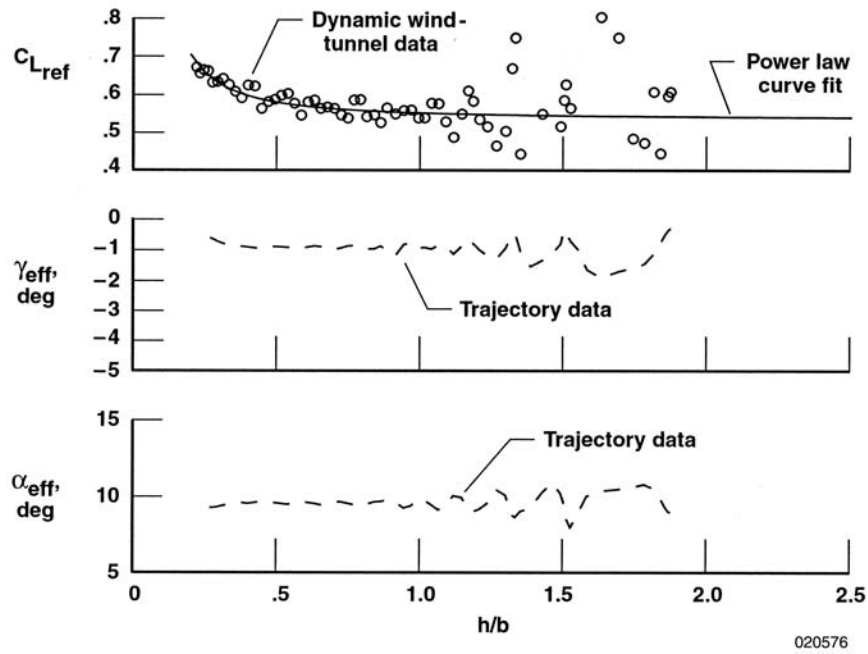 .8
.7
.6
.5
.4
C_Lref
Dynamic wind-
tunnel data
Power law
curve fit
0
−1
−2
−3
−4
−5
γeff,
deg
Trajectory data
15
10
5
αeff,
deg
Trajectory data
0 .5 1.0 1.5 2.0 2.5
h/b
020576